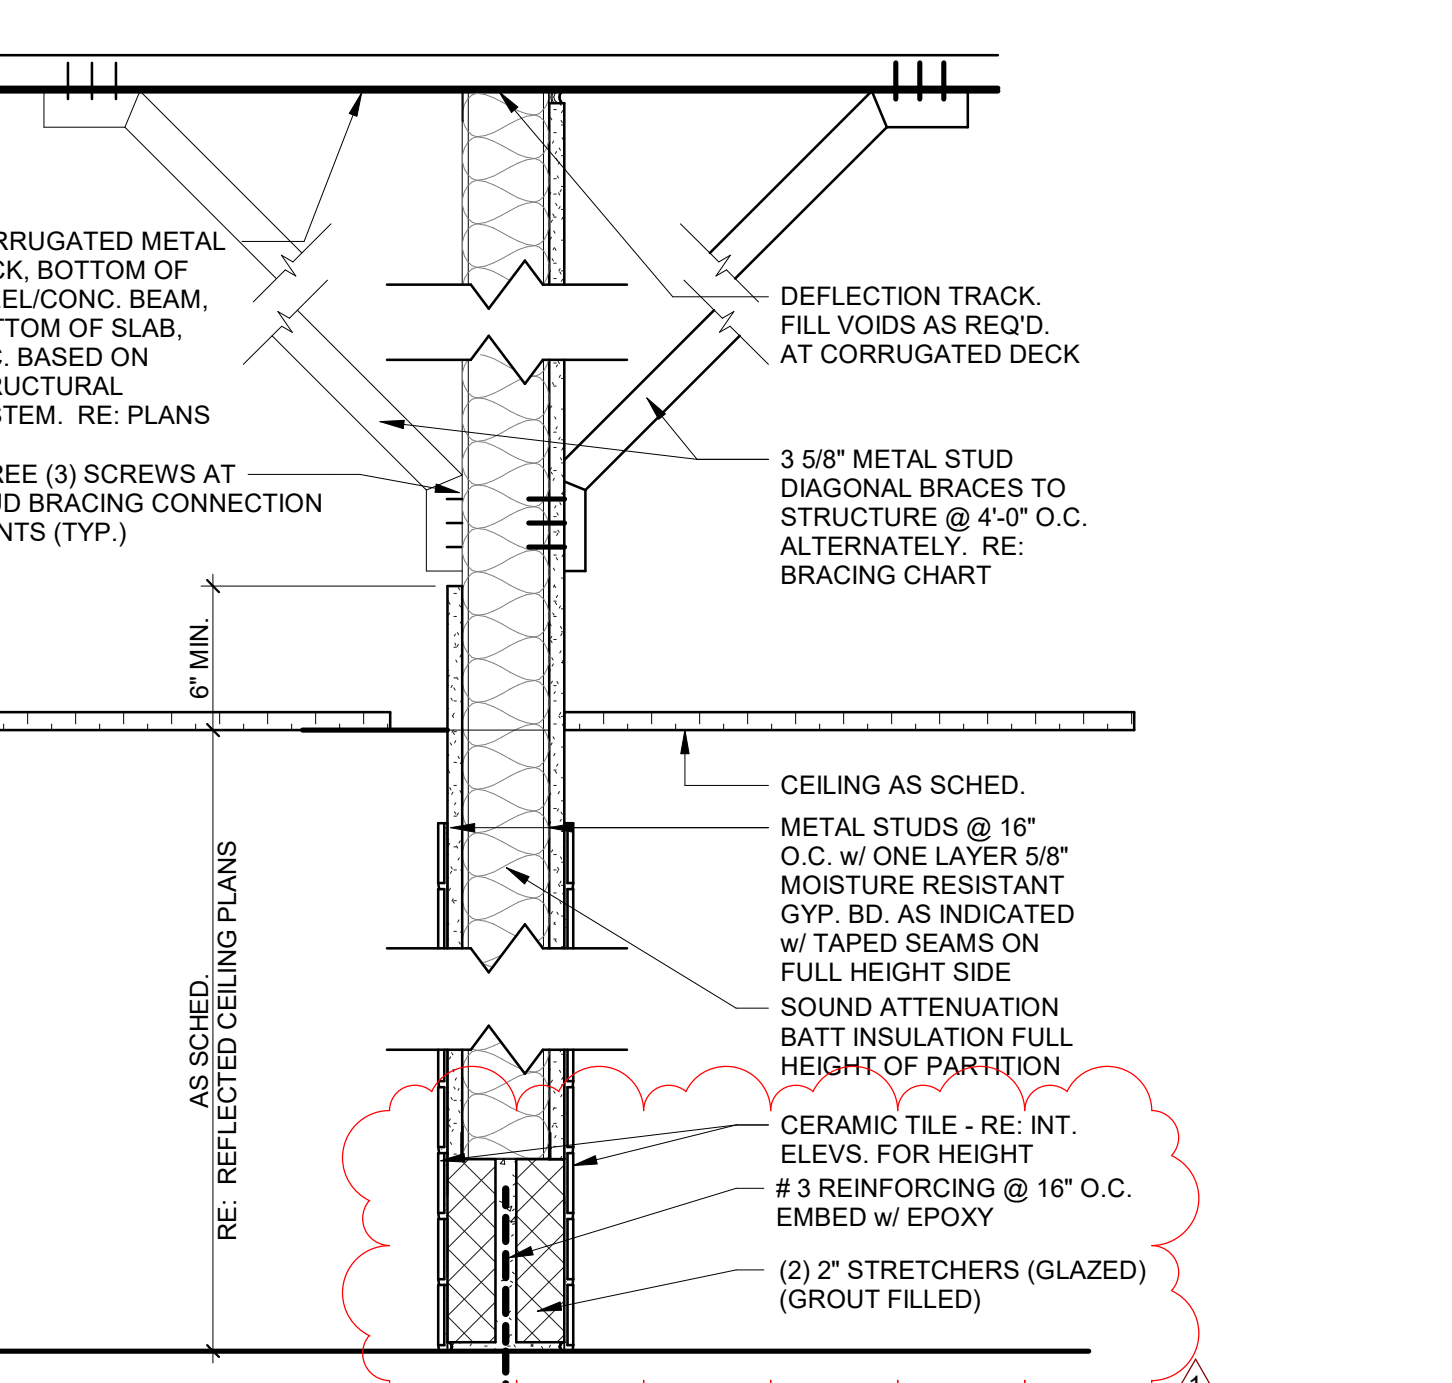 RRUGATED METAL
CK, BOTTOM OF
EEL/CONC. BEAM,
TTOM OF SLAB,
C. BASED ON
RUCTURAL
STEM. RE: PLANS
REE (3) SCREWS AT
UD BRACING CONNECTION
INTS (TYP.)
6" MIN.
AS SCHED.
RE: REFLECTED CEILING PLANS
DEFLECTION TRACK.
FILL VOIDS AS REQ'D.
AT CORRUGATED DECK
3 5/8" METAL STUD
DIAGONAL BRACES TO
STRUCTURE @ 4'-0" O.C.
ALTERNATELY. RE:
BRACING CHART
CEILING AS SCHED.
METAL STUDS @ 16"
O.C. w/ ONE LAYER 5/8"
MOISTURE RESISTANT
GYP. BD. AS INDICATED
w/ TAPED SEAMS ON
FULL HEIGHT SIDE
SOUND ATTENUATION
BATT INSULATION FULL
HEIGHT OF PARTITION
CERAMIC TILE - RE: INT.
ELEVS. FOR HEIGHT
# 3 REINFORCING @ 16" O.C.
EMBED w/ EPOXY
(2) 2" STRETCHERS (GLAZED)
(GROUT FILLED)
1